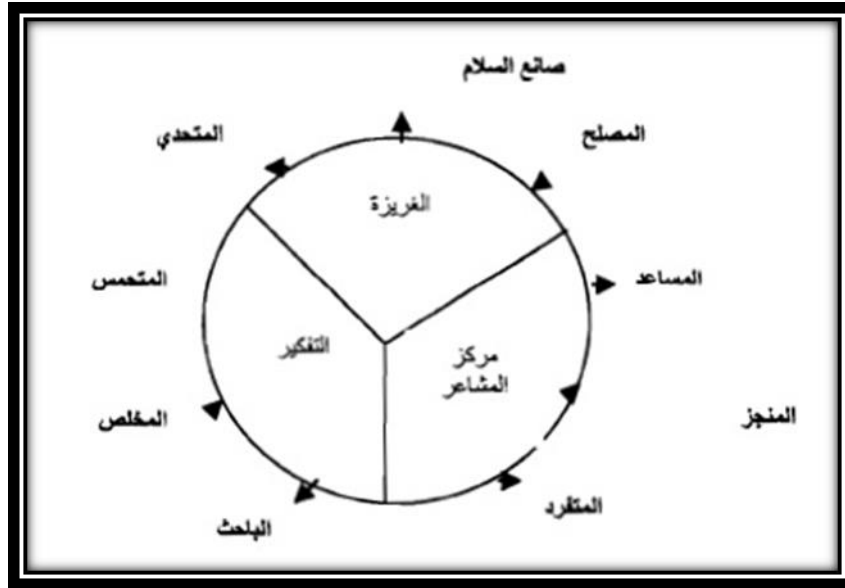 صانع السلام
المتحدي
المصلح
الغريزة
المتحمس
المساعد
التفكير
مركز
المشاعر
المخلص
المنجز
المتفرد
الباحث